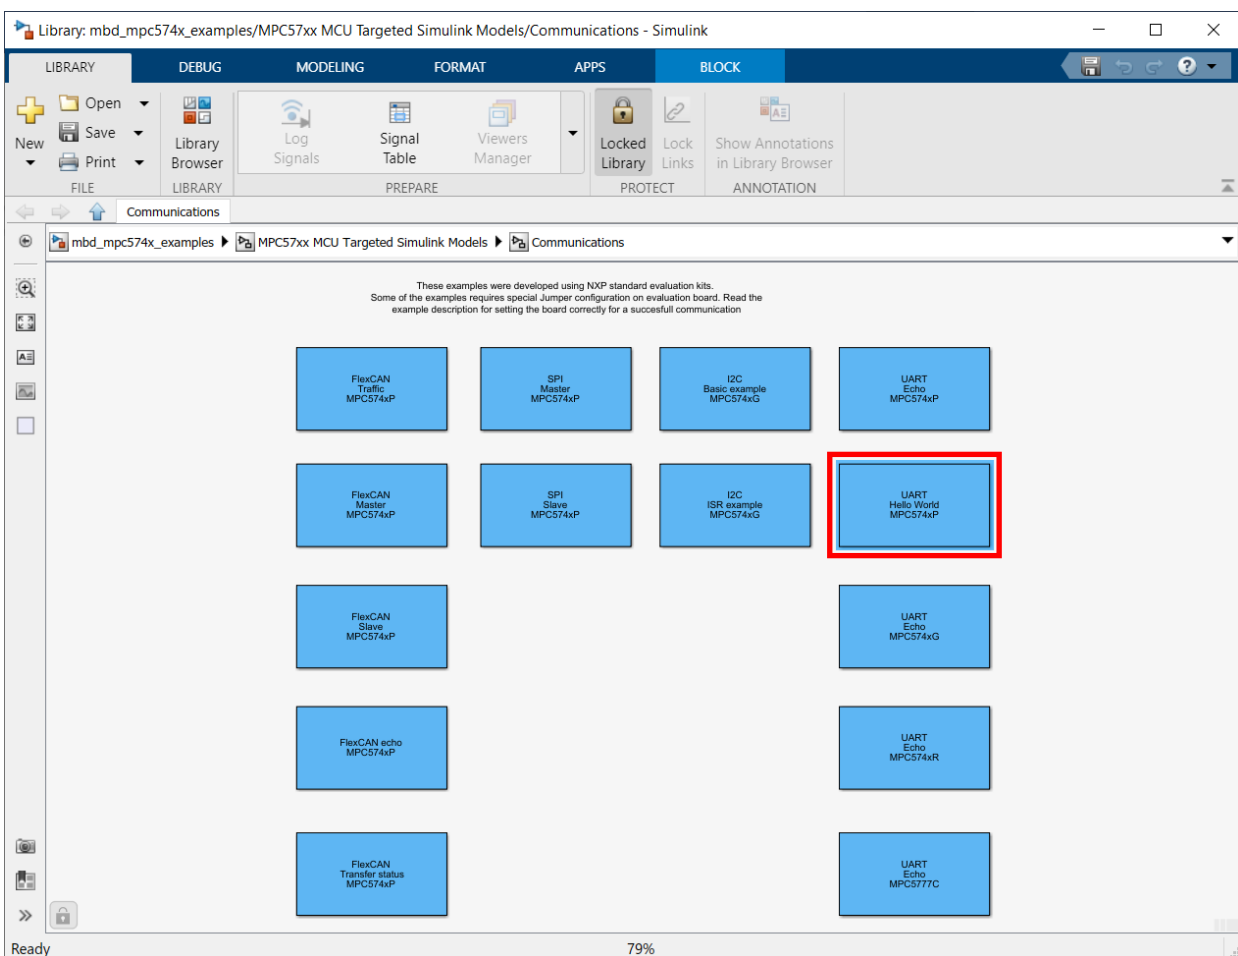 Library: mbd_mpc574x_examples/MPC57xx MCU Targeted Simulink Models/Communications - Simulink
LIBRARY DEBUG MODELING FORMAT APPS BLOCK
New
Open
Save
Print
FILE
Library
Browser
LIBRARY
Log
Signals
Signal
Table
Viewers
Manager
PREPARE
Locked
Library
Lock
Links
PROTECT
Show Annotations
in Library Browser
ANNOTATION
Communications
mbd_mpc574x_examples MPC57xx MCU Targeted Simulink Models Communications
These examples were developed using NXP standard evaluation kits.
Some of the examples requires special Jumper configuration on evaluation board. Read the
example description for setting the board correctly for a succesfull communication
FlexCAN
Traffic
MPC574xP
SPI
Master
MPC574xP
I2C
Basic example
MPC574xG
UART
Echo
MPC574xP
FlexCAN
Master
MPC574xP
SPI
Slave
MPC574xP
I2C
ISR example
MPC574xG
UART
Hello World
MPC574xP
FlexCAN
Slave
MPC574xP
UART
Echo
MPC574xG
FlexCAN echo
MPC574xP
UART
Echo
MPC574xR
FlexCAN
Transfer status
MPC574xP
UART
Echo
MPC5777C
Ready 79%